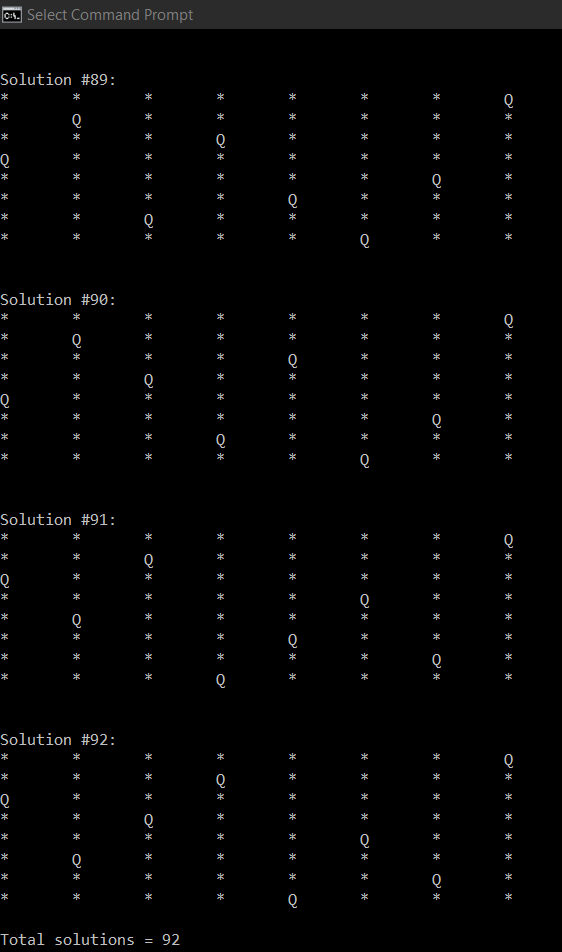 Select Command Prompt
Solution #89:
* * * * * * * Q
* Q * * * * * *
* * * Q * * * *
Q * * * * * * *
* * * * * * Q *
* * * * Q * * *
* * Q * * * * *
* * * * * Q * *
Solution #90:
* * * * * * * Q
* Q * * * * * *
* * * * Q * * *
* * Q * * * * *
Q * * * * * * *
* * * * * * Q *
* * * Q * * * *
* * * * * Q * *
Solution #91:
* * * * * * * Q
* * Q * * * * *
Q * * * * * * *
* * * * * Q * *
* Q * * * * * *
* * * * Q * * *
* * * * * * Q *
* * * Q * * * *
Solution #92:
* * * * * * * Q
* * * Q * * * *
Q * * * * * * *
* * Q * * * * *
* * * * * Q * *
* Q * * * * * *
* * * * * * Q *
* * * * Q * * *
Total solutions = 92